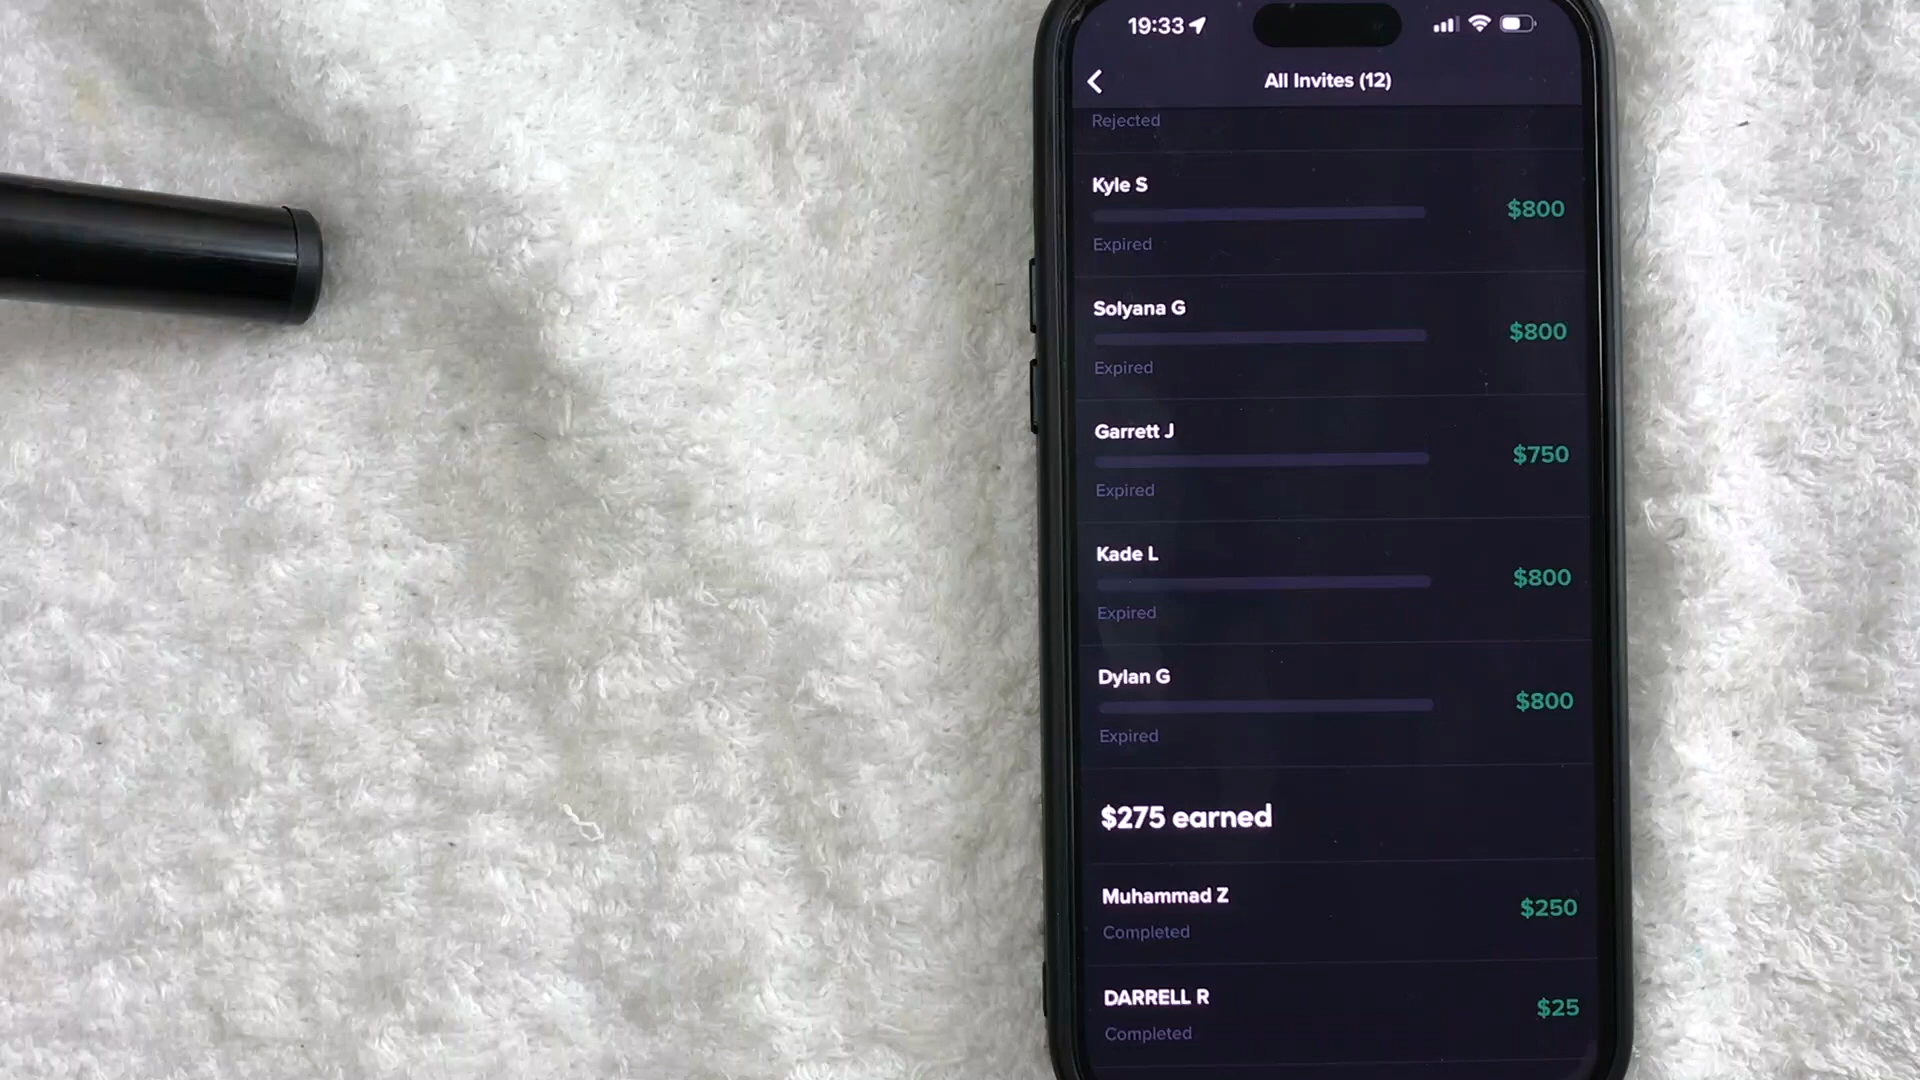 19:33
All Invites (12)
Rejected
Kyle S
$800
Expired
Solyana G
$800
Expired
Garrett J
$750
Expired
Kade L
$800
Expired
Dylan G
$800
Expired
$275 earned
Muhammad Z
$250
Completed
DARRELL R
$25
Completed